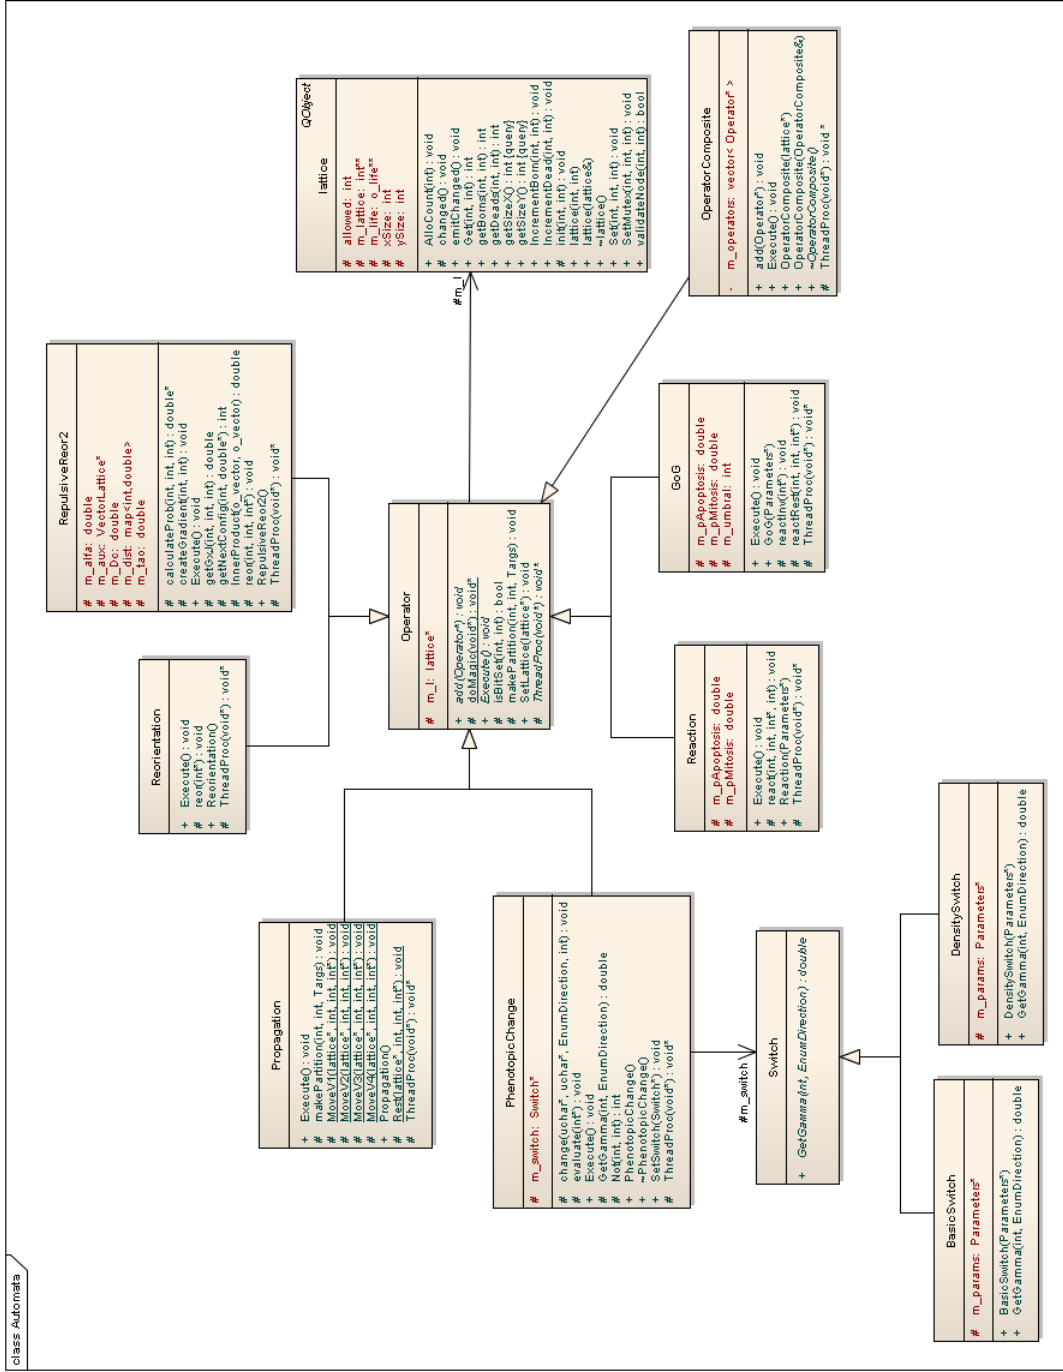 class Automata
Propagation
+ Execute() : void
# makePartition(int, int, Targs) : void
# MoveV1(lattice*, int, int, int*) : void
# MoveV2(lattice*, int, int, int*) : void
# MoveV3(lattice*, int, int, int*) : void
# MoveV4(lattice*, int, int, int*) : void
+ Propagation()
# Rest(lattice*, int, int, int*) : void
# ThreadProc(void*) : void*
Reorientation
+ Execute() : void
# reor(int*) : void
+ Reorientation()
# ThreadProc(void*) : void*
RepulsiveReor2
# m_alfa: double
# m_aux: VectorLattice*
# m_Dc: double
# m_dist: map<int,double>
# m_tao: double
# calculateProb(int, int, int) : double*
# createGradient(int, int) : void
+ Execute() : void
# getGxJ(int, int, int) : double
# getNextConfig(int, double*) : int
# InnerProduct(o_vector, o_vector) : double
# reor(int, int, int*) : void
+ RepulsiveReor2()
# ThreadProc(void*) : void*
QObject
lattice
# allowed: int
# m_lattice: int**
# m_life: o_life**
# xSize: int
# ySize: int
+ AlloCount(int) : void
# changed() : void
+ emitChanged() : void
+ Get(int, int) : int
+ getBorns(int, int) : int
+ getDeads(int, int) : int
+ getSizeX() : int {query}
+ getSizeY() : int {query}
+ IncrementBorn(int, int) : void
+ IncrementDead(int, int) : void
# init(int, int) : void
+ lattice(int, int)
+ lattice(lattice&)
+ ~lattice()
+ Set(int, int, int) : void
+ SetMutex(int, int, int) : void
+ validateNode(int, int) : bool
#m_l
Operator
# m_l: lattice*
+ add(Operator*) : void
# doMagic(void*) : void*
+ Execute() : void
# isBitSet(int, int) : bool
# makePartition(int, int, Targs) : void
+ SetLattice(lattice*) : void
# ThreadProc(void*) : void*
PhenotopicChange
# m_switch: Switch*
# change(uchar*, uchar*, EnumDirection, int) : void
# evaluate(int*) : void
+ Execute() : void
# GetGamma(int, EnumDirection) : double
# Not(int, int) : int
+ PhenotopicChange()
+ ~PhenotopicChange()
+ SetSwitch(Switch*) : void
# ThreadProc(void*) : void*
Reaction
# m_pApoptosis: double
# m_pMitosis: double
+ Execute() : void
# react(int, int, int*, int) : void
+ Reaction(Parameters*)
# ThreadProc(void*) : void*
GoG
# m_pApoptosis: double
# m_pMitosis: double
# m_umbral: int
+ Execute() : void
+ GoG(Parameters*)
# reactInv(int*) : void
# reactRest(int, int, int*) : void
# ThreadProc(void*) : void*
OperatorComposite
- m_operators: vector< Operator* >
+ add(Operator*) : void
+ Execute() : void
+ OperatorComposite(lattice*)
+ OperatorComposite(OperatorComposite&)
+ ~OperatorComposite()
# ThreadProc(void*) : void *
#m_switch
Switch
+ GetGamma(int, EnumDirection) : double
BasicSwitch
# m_params: Parameters*
+ BasicSwitch(Parameters*)
+ GetGamma(int, EnumDirection) : double
DensitySwitch
# m_params: Parameters*
+ DensitySwitch(Parameters*)
+ GetGamma(int, EnumDirection) : double